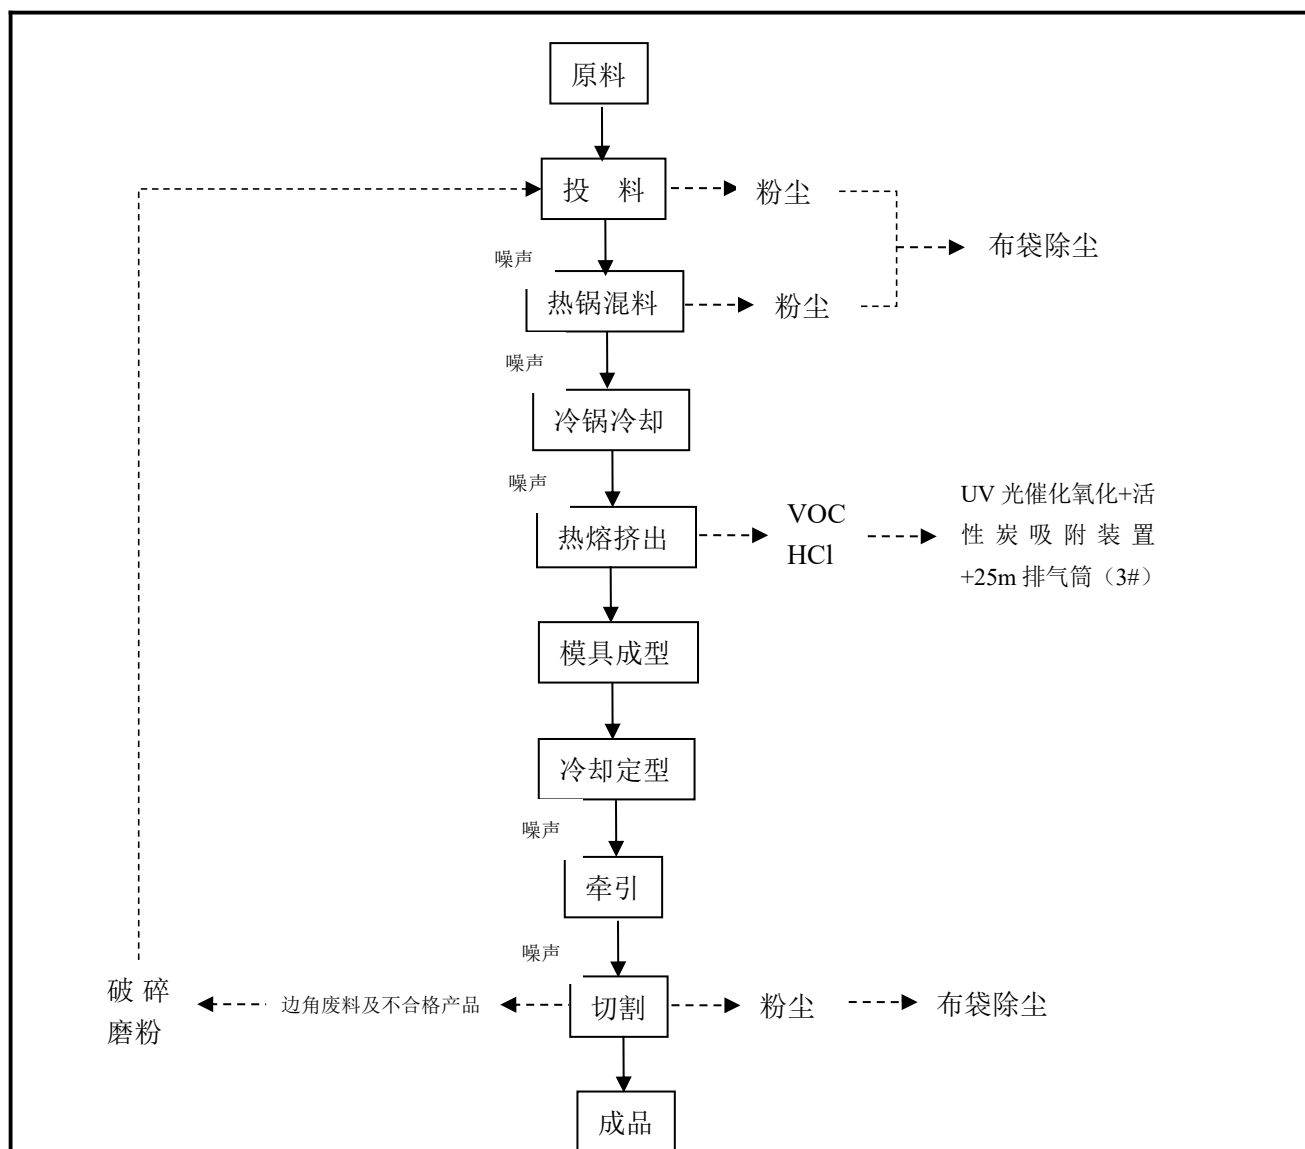 原料
投 料
粉尘
布袋除尘
噪声
热锅混料
粉尘
噪声
冷锅冷却
噪声
热熔挤出
VOC
HCl
UV 光催化氧化+活
性炭吸附装置
+25m 排气筒（3#）
模具成型
冷却定型
噪声
牵引
噪声
破碎
磨粉
边角废料及不合格产品
切割
粉尘
布袋除尘
成品